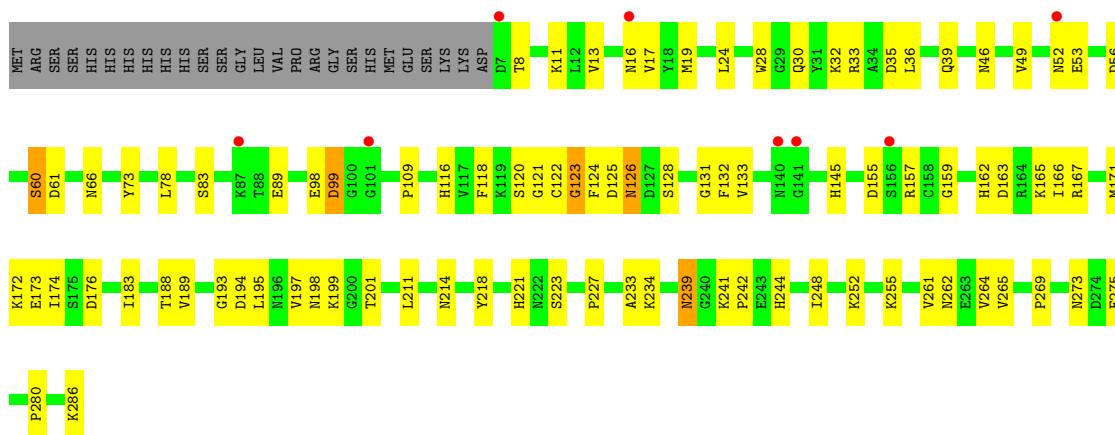 MET ARG SER SER HIS HIS HIS HIS HIS HIS SER SER GLY LEU VAL PRO ARG GLY SER HIS MET GLU SER LYS LYS ASP D7 T8 K11 L12 V13 N16 V17 Y18 M19 L24 W28 G29 Q30 Y31 K32 R33 A34 D35 L36 Q39 N46 V49 N52 E53 D56
S60 D61 N66 Y73 L78 S83 K87 T88 E89 E98 D99 G100 G101 P109 H116 V117 F118 K119 S120 G121 C122 G123 F124 D125 N126 D127 S128 G131 F132 V133 N140 G141 H145 D155 S156 R157 C158 G159 H162 D163 R164 K165 I166 R167 M171
K172 E173 I174 S175 D176 I183 T188 V189 G193 D194 L195 N196 V197 N198 K199 G200 T201 L211 N214 Y218 H221 N222 S223 P227 A233 K234 N239 G240 K241 P242 E243 H244 I248 K252 K255 V261 N262 E263 V264 V265 P269 N273 D274
P280 K286